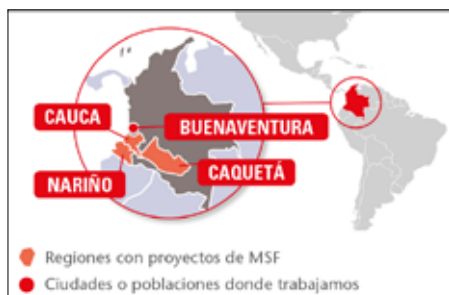 CAUCA
BUENAVENTURA
NARIÑO
CAQUETÁ
Regiones con proyectos de MSF
Ciudades o poblaciones donde trabajamos